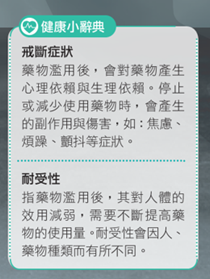 健康小辭典
戒斷症狀
藥物濫用後，會對藥物產生
心理依賴與生理依賴。停止
或減少使用藥物時，會產生
的副作用與傷害，如：焦慮、
煩躁、顫抖等症狀。
耐受性
指藥物濫用後，其對人體的
效用減弱，需要不斷提高藥
物的使用量。耐受性會因人、
藥物種類而有所不同。